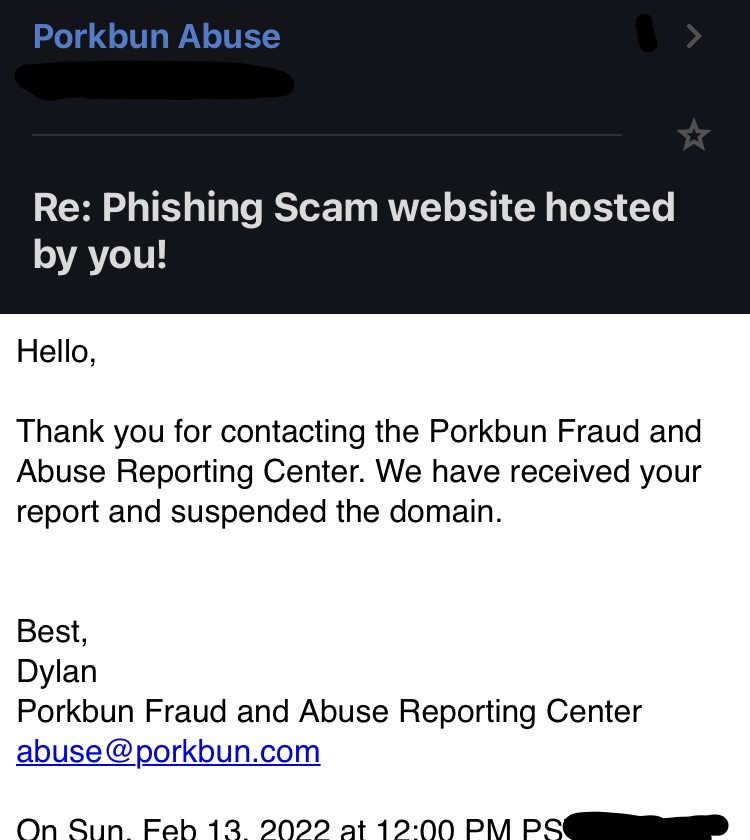 Porkbun Abuse
Re: Phishing Scam website hosted
by you!
Hello,
Thank you for contacting the Porkbun Fraud and
Abuse Reporting Center. We have received your
report and suspended the domain.
Best,
Dylan
Porkbun Fraud and Abuse Reporting Center
abuse@porkbun.com
On Sun, Feb 13, 2022 at 12:00 PM PS